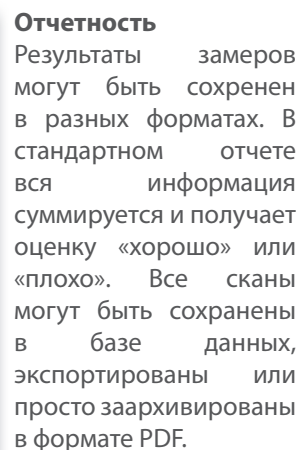 Отчетность
Результаты замеров
могут быть сохренен
в разных форматах. В
стандартном отчете
вся информация
суммируется и получает
оценку «хорошо» или
«плохо». Все сканы
могут быть сохранены
в базе данных,
экспортированы или
просто заархивированы
в формате PDF.